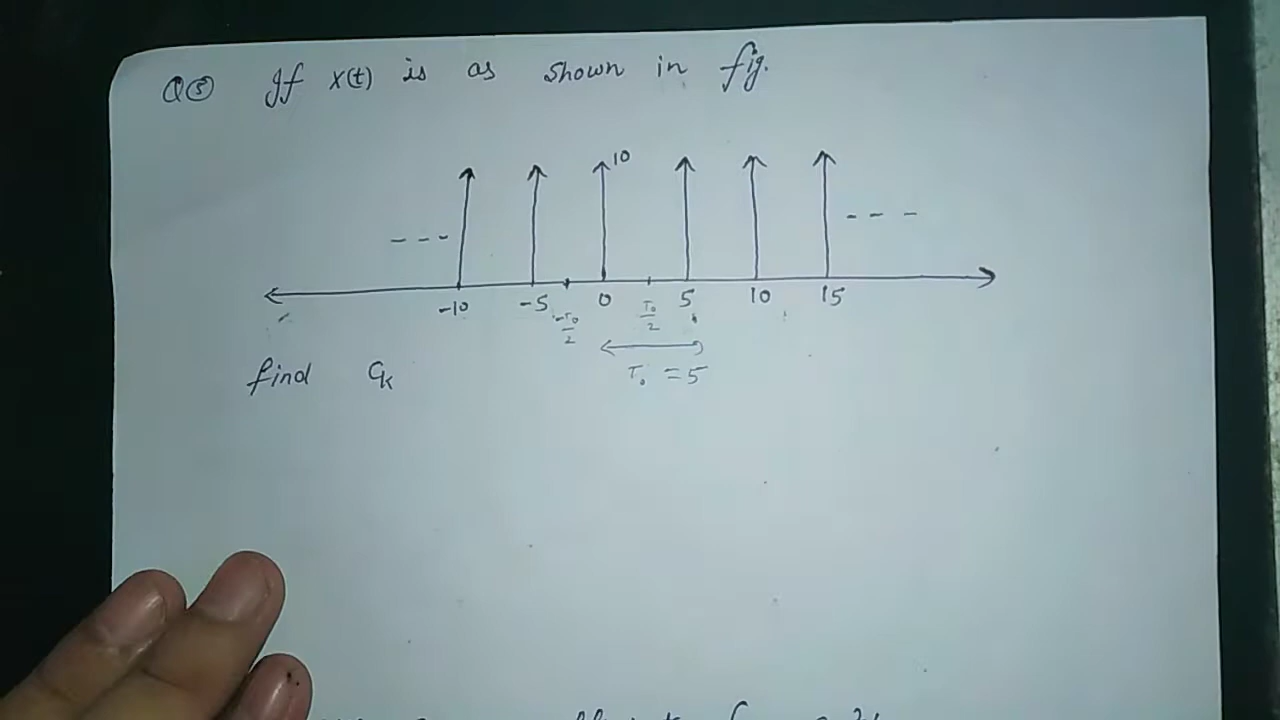 Q⑤ If x(t) is as shown in fig.
10
-10 -5 0 5 10 15
-T₀/2 T₀/2
T₀ = 5
find Cₖ